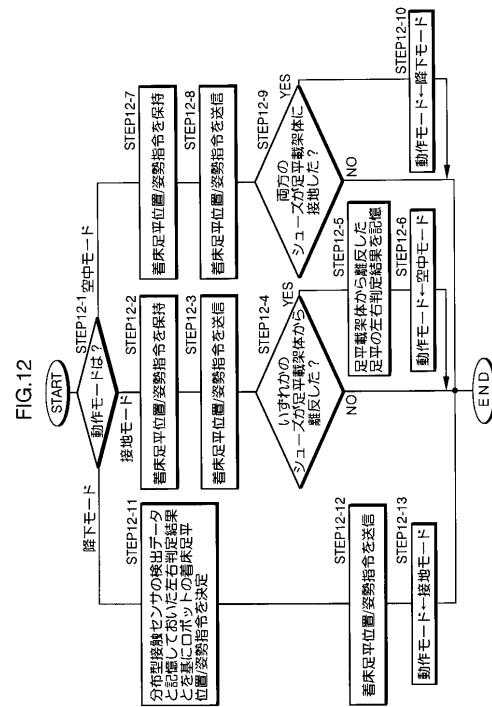 FIG.12
START
STEP12-1
動作モードは?
降下モード
接地モード
空中モード
STEP12-11
分布型接触センサの検出データ
と記憶しておいた左右判定結果
とを基にロボットの着床足平
位置/姿勢指令を決定
STEP12-12
着床足平位置/姿勢指令を送信
STEP12-13
動作モード←接地モード
STEP12-2
着床足平位置/姿勢指令を保持
STEP12-3
着床足平位置/姿勢指令を送信
STEP12-4
いずれかの
シューズが足平載架体から
離反した?
YES
NO
STEP12-5
足平載架体から離反した
足平の左右判定結果を記憶
STEP12-6
動作モード←空中モード
STEP12-7
着床足平位置/姿勢指令を保持
STEP12-8
着床足平位置/姿勢指令を送信
STEP12-9
両方の
シューズが足平載架体に
接地した?
YES
NO
STEP12-10
動作モード←降下モード
END